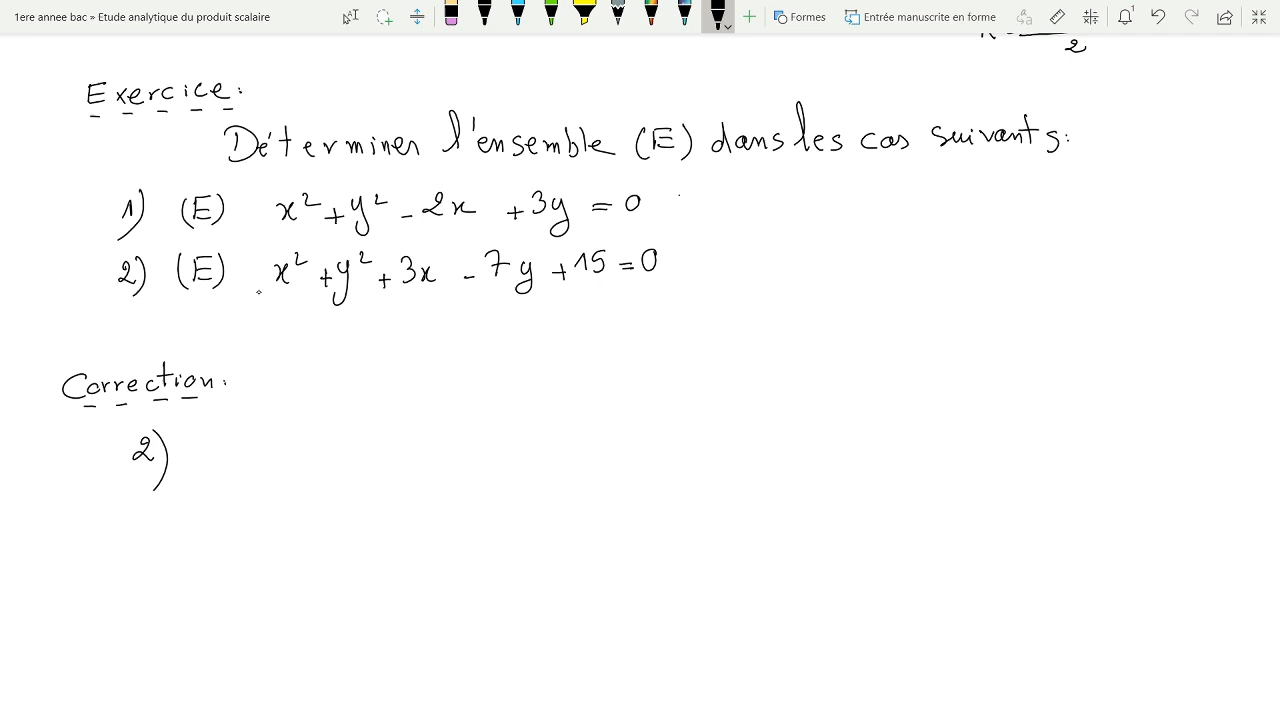 1ere annee bac » Etude analytique du produit scalaire
Formes
Entrée manuscrite en forme
2
Exercice:
Déterminer l'ensemble (E) dans les cas suivants:
1) (E) x² + y² - 2x + 3y = 0
2) (E) x² + y² + 3x - 7y + 15 = 0
Correction:
2)